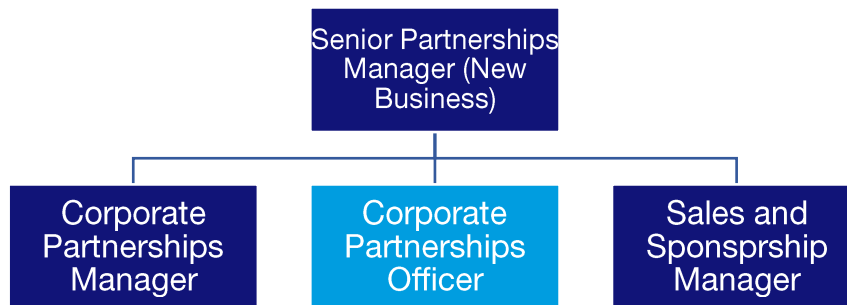 Senior Partnerships
Manager (New
Business)
Corporate
Partnerships
Manager
Corporate
Partnerships
Officer
Sales and
Sponsprship
Manager